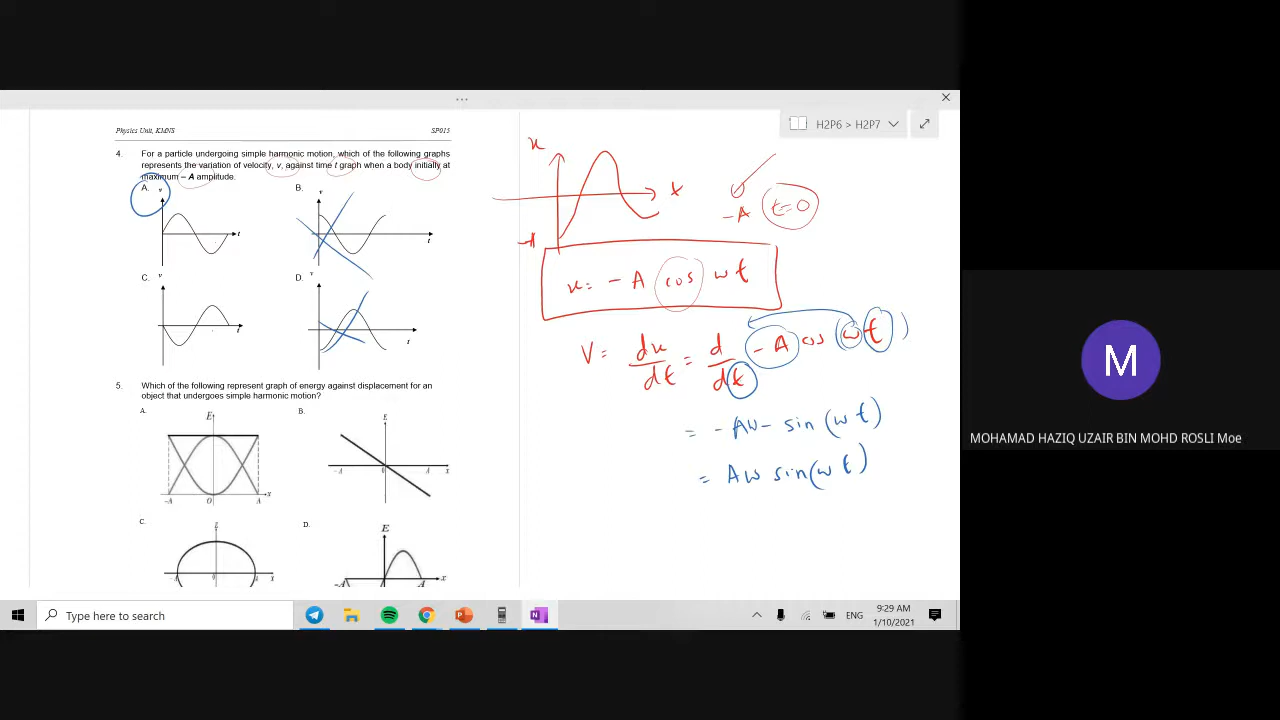 Physics Unit, KMNS SP015
4. For a particle undergoing simple harmonic motion, which of the following graphs
represents the variation of velocity, v, against time t graph when a body initially at
maximum – A amplitude.
A. v t
B. v t
C. v t
D. v t
5. Which of the following represent graph of energy against displacement for an
object that undergoes simple harmonic motion?
A. E -A O A x
B. E -A 0 A x
C. -A 0 x
D. E -A A x
H2P6 > H2P7
x
-A t=0
-A
x = - A cos ωt
V = dx/dt = d/dt - A cos (ωt)
= - Aω - sin (ωt)
= Aω sin(ωt)
M
MOHAMAD HAZIQ UZAIR BIN MOHD ROSLI Moe
Type here to search
ENG
9:29 AM
1/10/2021